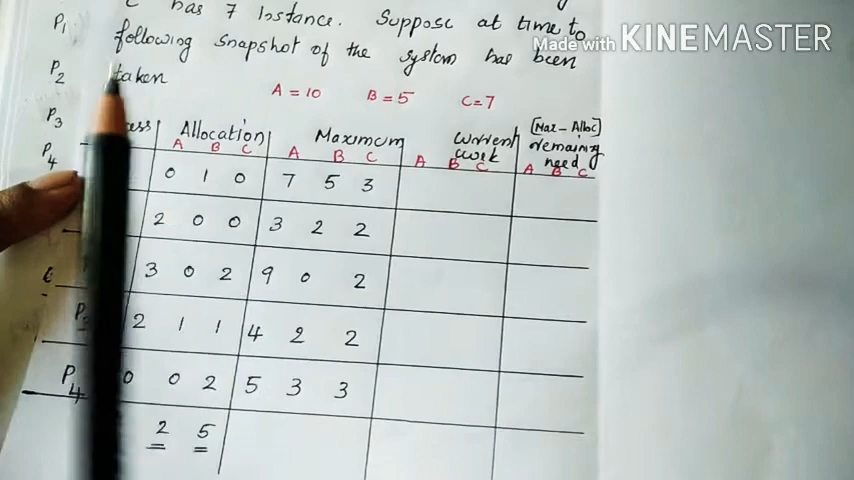 C has 7 Instance. Suppose at time to
following snapshot of the system has been
taken
A = 10 B = 5 C = 7
P1
P2
P3
P4
Allocation Maximum Current work [Max - Alloc] remaining need
A B C A B C A B C A B C
0 1 0 7 5 3
2 0 0 3 2 2
3 0 2 9 0 2
2 1 1 4 2 2
P4 0 0 2 5 3 3
2 5
Made with KINEMASTER